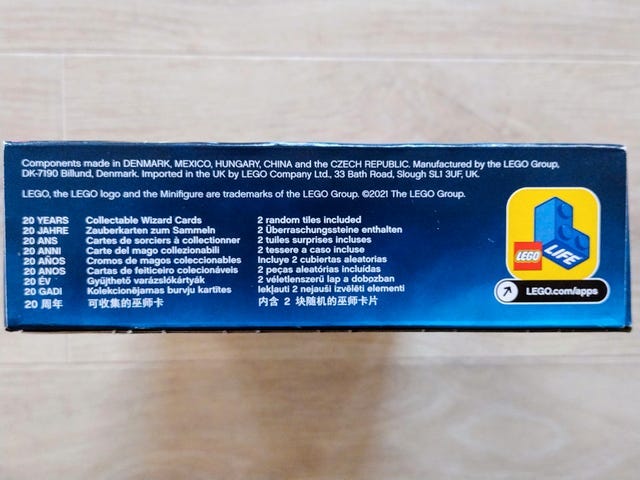 Components made in DENMARK, MEXICO, HUNGARY, CHINA and the CZECH REPUBLIC. Manufactured by the LEGO Group,
DK-7190 Billund, Denmark. Imported in the UK by LEGO Company Ltd., 33 Bath Road, Slough SL1 3UF, UK.
LEGO, the LEGO logo and the Minifigure are trademarks of the LEGO Group. ©2021 The LEGO Group.
20 YEARS Collectable Wizard Cards 2 random tiles included
20 JAHRE Zauberkarten zum Sammeln 2 Überraschungssteine enthalten
20 ANS Cartes de sorciers à collectionner 2 tuiles surprises incluses
20 ANNI Carte del mago collezionabili 2 tessere a caso incluse
20 AÑOS Cromos de magos coleccionables Incluye 2 cubiertas aleatorias
20 ANOS Cartas de feiticeiro colecionáveis 2 peças aleatórias incluídas
20 ÉV Gyűjthető varázslókártyák 2 véletlenszerű lap a dobozban
20 GADI Kolekcionējamas burvju kartītes Iekļauti 2 nejauši izvēlēti elementi
20 周年 可收集的巫师卡 内含 2 块随机的巫师卡片
LEGO LIFE
LEGO.com/apps